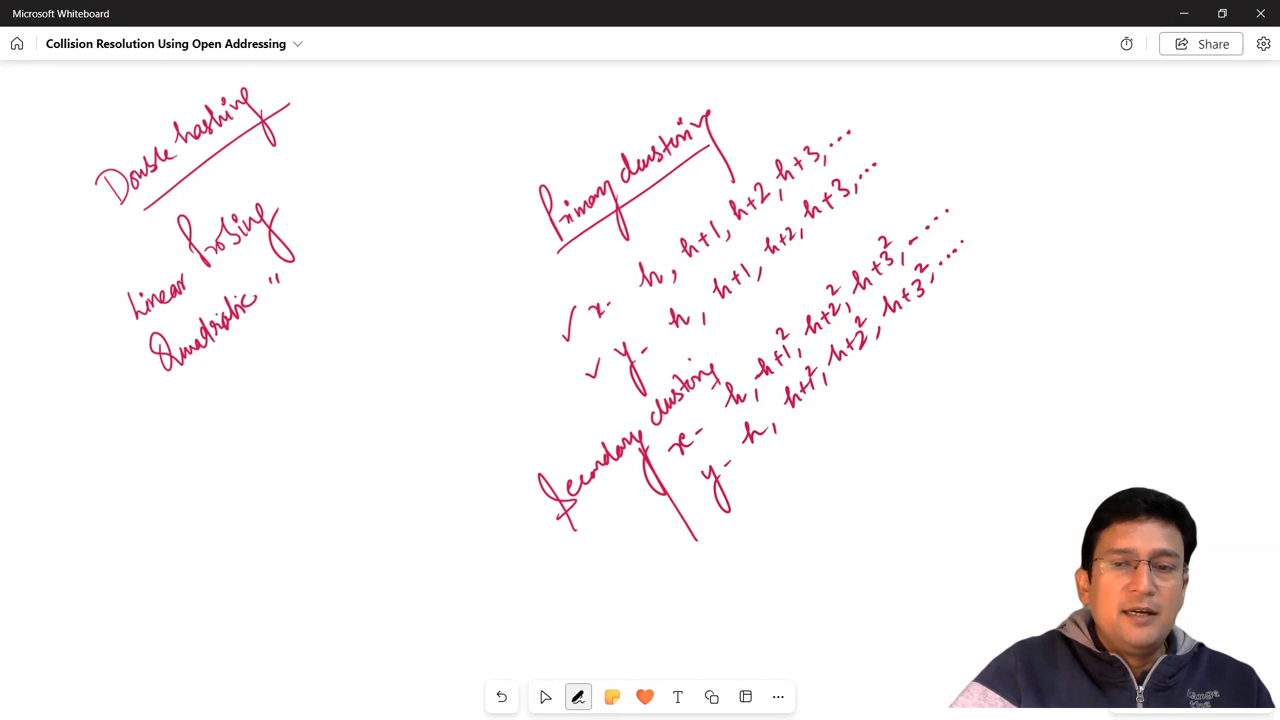 Microsoft Whiteboard
Collision Resolution Using Open Addressing
Share
Double hashing
Linear Probing
Quadratic "
Primary clustering
x- h, h+1, h+2, h+3, ...
y- h, h+1, h+2, h+3, ...
Secondary clustering
x- h, h+1², h+2², h+3², ....
y- h, h+1², h+2², h+3², ....